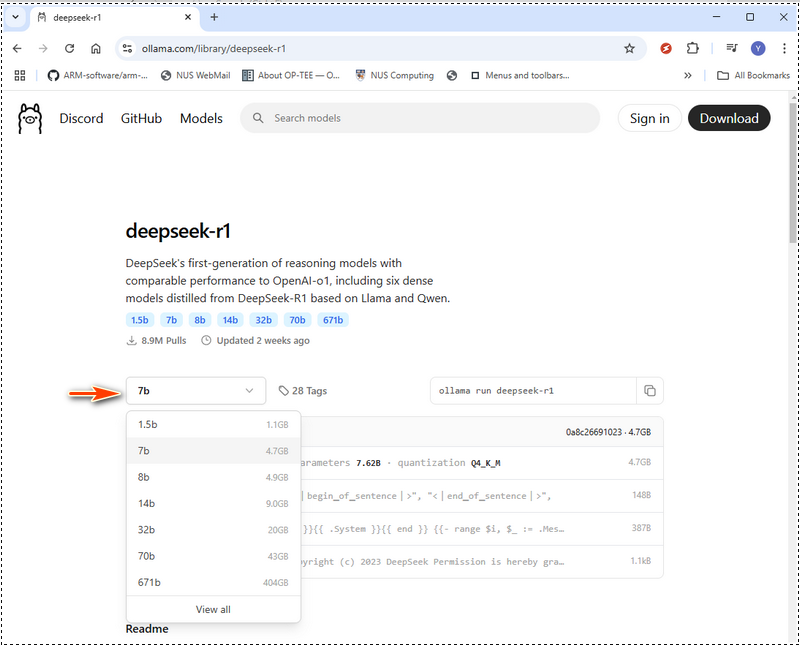 deepseek-r1
ollama.com/library/deepseek-r1
Y
ARM-software/arm-... NUS WebMail About OP-TEE — O... NUS Computing Menus and toolbars... » All Bookmarks
Discord GitHub Models Search models Sign in Download
deepseek-r1
DeepSeek's first-generation of reasoning models with
comparable performance to OpenAI-o1, including six dense
models distilled from DeepSeek-R1 based on Llama and Qwen.
1.5b 7b 8b 14b 32b 70b 671b
8.9M Pulls Updated 2 weeks ago
7b 28 Tags ollama run deepseek-r1
0a8c26691023 · 4.7GB
1.5b 1.1GB
7b 4.7GB
8b 4.9GB
14b 9.0GB
32b 20GB
70b 43GB
671b 404GB
View all
arameters 7.62B · quantization Q4_K_M 4.7GB
|begin_of_sentence|>", "<|end_of_sentence|>", 148B
}}{{ .System }}{{ end }} {{- range $i, $_ := .Mes… 387B
yright (c) 2023 DeepSeek Permission is hereby gra… 1.1kB
Readme